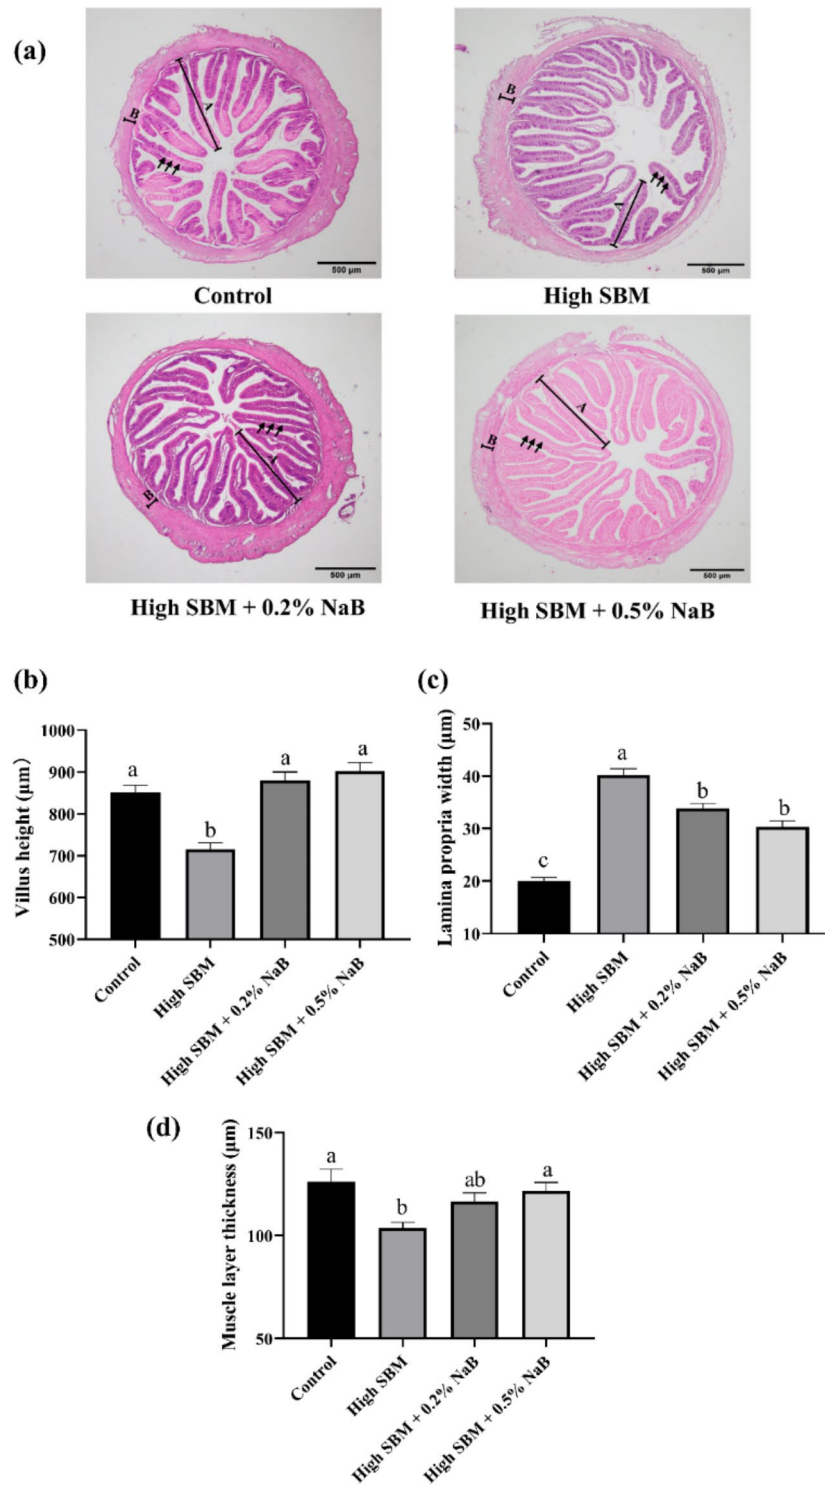 (a)
A
B
500 µm
Control
B
A
500 µm
High SBM
A
B
500 µm
High SBM + 0.2% NaB
A
B
500 µm
High SBM + 0.5% NaB
(b)
Villus height (µm)
1000
900
800
700
600
500
a
b
a
a
Control
High SBM
High SBM + 0.2% NaB
High SBM + 0.5% NaB
(c)
Lamina propria width (µm)
50
40
30
20
10
c
a
b
b
Control
High SBM
High SBM + 0.2% NaB
High SBM + 0.5% NaB
(d)
Muscle layer thickness (µm)
150
100
50
a
b
ab
a
Control
High SBM
High SBM + 0.2% NaB
High SBM + 0.5% NaB